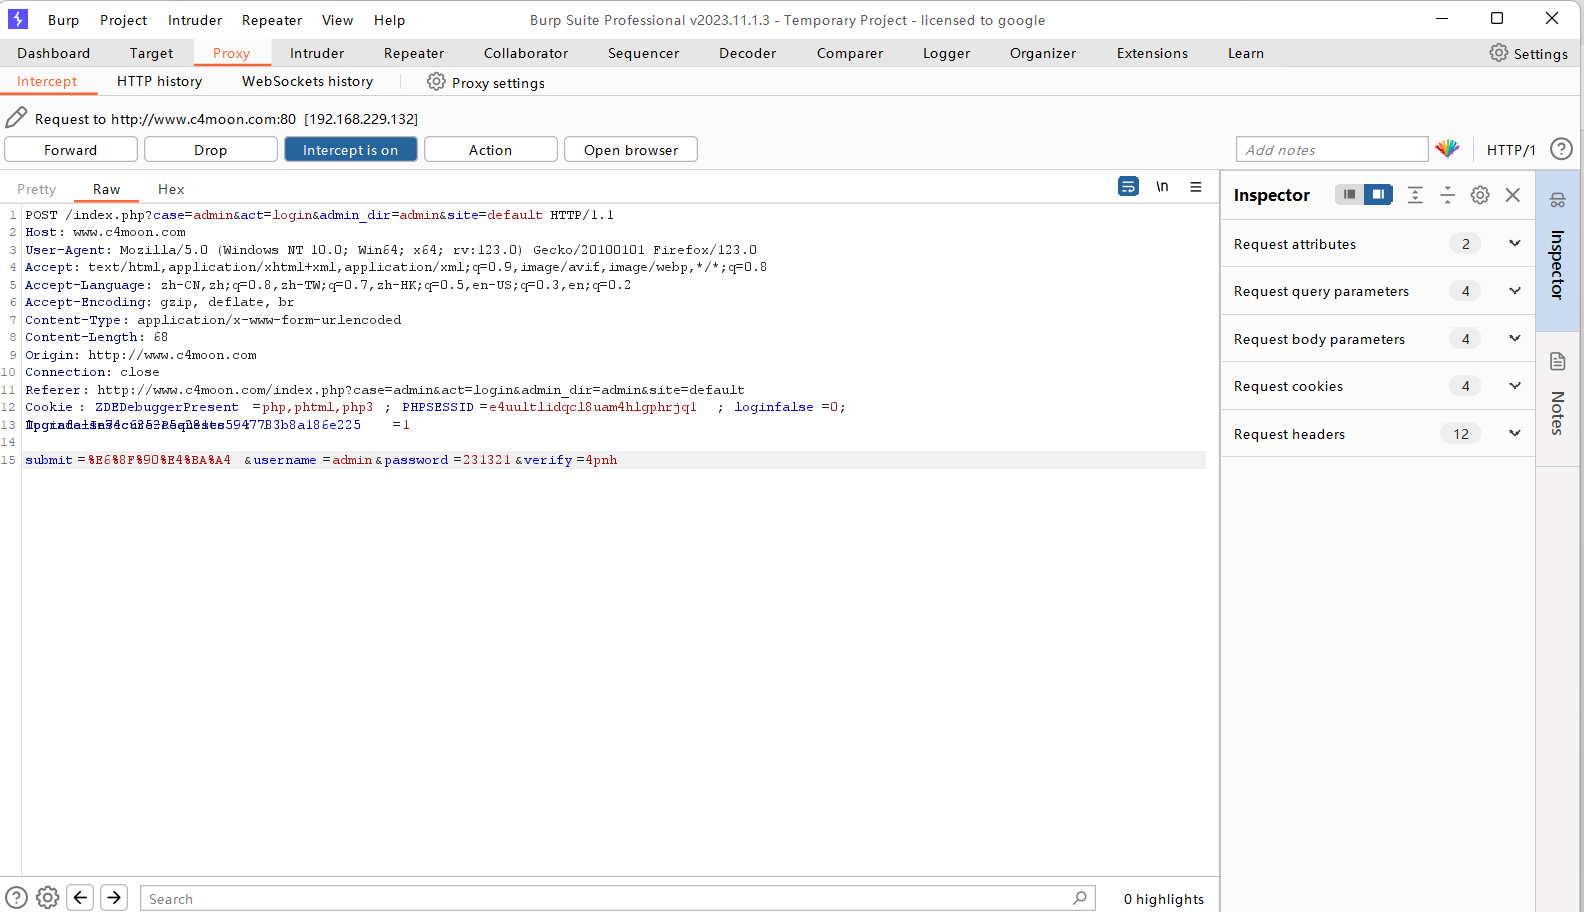 Burp Project Intruder Repeater View Help Burp Suite Professional v2023.11.1.3 - Temporary Project - licensed to google
Dashboard Target Proxy Intruder Repeater Collaborator Sequencer Decoder Comparer Logger Organizer Extensions Learn Settings
Intercept HTTP history WebSockets history Proxy settings
Request to http://www.c4moon.com:80 [192.168.229.132]
Forward Drop Intercept is on Action Open browser Add notes HTTP/1 ?
Pretty Raw Hex \n
1 POST /index.php?case=admin&act=login&admin_dir=admin&site=default HTTP/1.1
2 Host: www.c4moon.com
3 User-Agent: Mozilla/5.0 (Windows NT 10.0; Win64; x64; rv:123.0) Gecko/20100101 Firefox/123.0
4 Accept: text/html,application/xhtml+xml,application/xml;q=0.9,image/avif,image/webp,*/*;q=0.8
5 Accept-Language: zh-CN,zh;q=0.8,zh-TW;q=0.7,zh-HK;q=0.5,en-US;q=0.3,en;q=0.2
6 Accept-Encoding: gzip, deflate, br
7 Content-Type: application/x-www-form-urlencoded
8 Content-Length: 68
9 Origin: http://www.c4moon.com
10 Connection: close
11 Referer: http://www.c4moon.com/index.php?case=admin&act=login&admin_dir=admin&site=default
12 Cookie: ZDEDebuggerPresent=php,phtml,php3; PHPSESSID=e4uultlidqcl8uam4hlgphrjq1; loginfalse=0;
13 =1
14
15 submit=%E6%8F%90%E4%BA%A4&username=admin&password=231321&verify=4pnh
Inspector
Request attributes 2
Request query parameters 4
Request body parameters 4
Request cookies 4
Request headers 12
Inspector
Notes
? Search 0 highlights